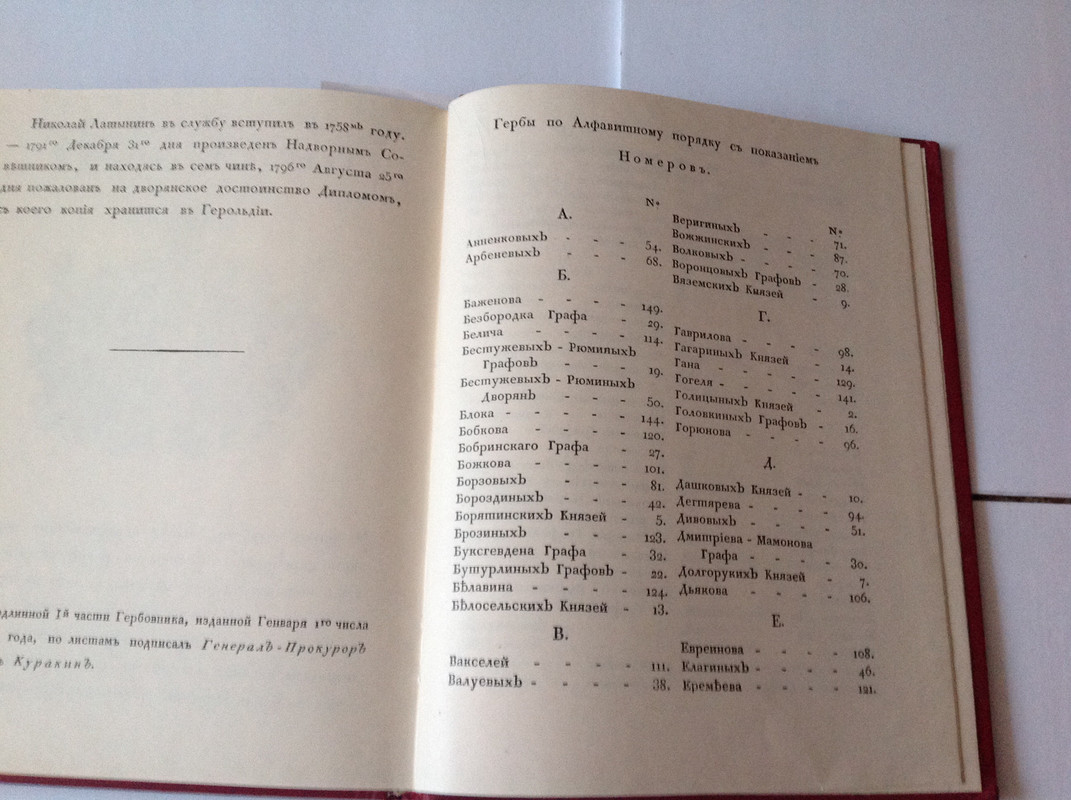 Николай Латынинъ въ службу вступилъ въ 1758мъ году.
— 1791го Декабря 31го дня произведенъ Надворнымъ Со-
вѣтникомъ, и находясь въ семъ чинѣ, 1796го Августа 25го
дня пожалованъ на дворянское достоинство Дипломомъ,
съ коего копія хранится въ Герольдіи.
1й части Гербовника, изданной Генваря 1го числа
года, по листамъ подписалъ Генералъ-Прокуроръ
Куракинъ.
Гербы по Алфавитному порядку съ показаніемъ
Номеровъ.
N.
А.
Анненковыхъ - - - 54.
Арбеневыхъ - - - 68.
Б.
Баженова - - - - 149.
Безбородка Графа - 29.
Белича - - - - 114.
Бестужевыхъ - Рюминыхъ
Графовъ - - - 19.
Бестужевыхъ - Рюминыхъ
Дворянъ - - - 50.
Блока - - - - - 144.
Бобкова - - - - 120.
Бобринскаго Графа - 27.
Божкова - - - - 101.
Борзовыхъ - - - 81.
Бороздиныхъ - - - 42.
Борятинскихъ Князей - 5.
Брозиныхъ - - - 123.
Буксгевдена Графа - 32.
Бутурлиныхъ Графовъ - 22.
Бѣлавина - - - - 124.
Бѣлосельскихъ Князей - 13.
В.
Вакселей - - - - 111.
Валуевыхъ - - - - 38.
N.
Веригиныхъ - - - 71.
Вожжинскихъ - - - 87.
Волковыхъ - - - - 70.
Воронцовыхъ Графовъ - 28.
Вяземскихъ Князей - 9.
Г.
Гаврилова - - - - 98.
Гагариныхъ Князей - 14.
Гана - - - - - 129.
Гогеля - - - - - 141.
Голицыныхъ Князей - 2.
Головкиныхъ Графовъ - 16.
Горюнова - - - - 96.
Д.
Дашковыхъ Князей - - 10.
Дегтярева - - - - 94.
Дивовыхъ - - - - 51.
Дмитріева - Мамонова
Графа - - - - 30.
Долгорукихъ Князей - 7.
Дьякова - - - - 106.
Е.
Евреинова - - - - 108.
Елагиныхъ - - - - 46.
Еремѣева - - - - 121.